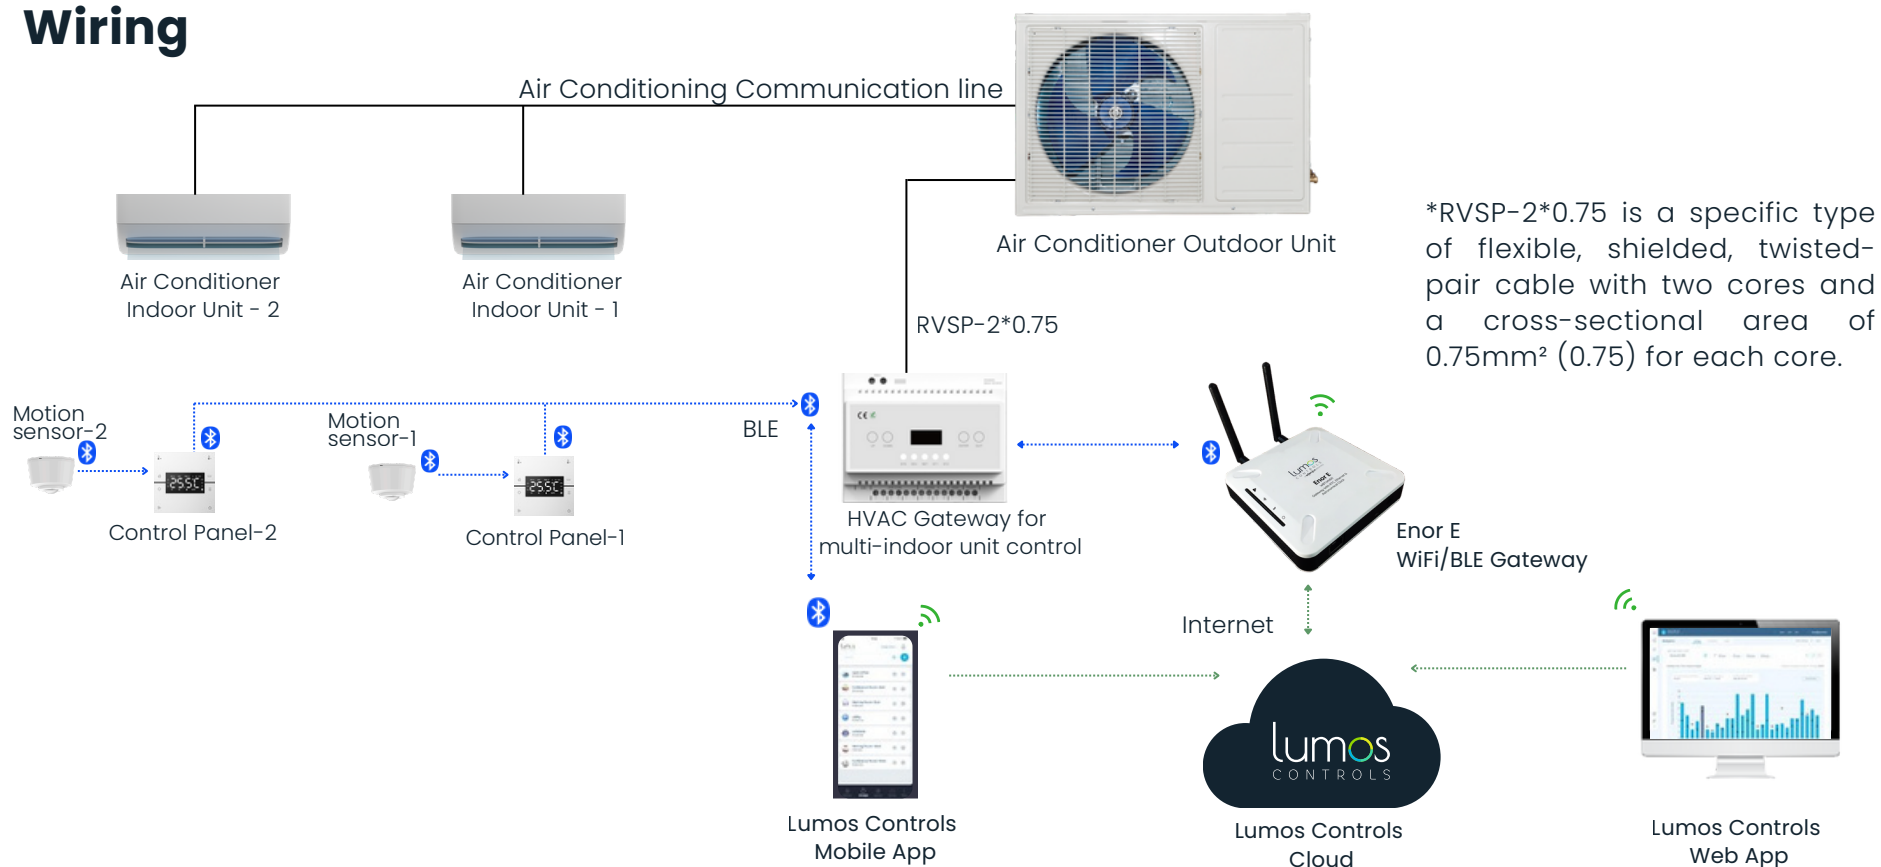 Wiring
Air Conditioning Communication line
Air Conditioner Outdoor Unit
Air Conditioner
Indoor Unit - 2
Air Conditioner
Indoor Unit - 1
*RVSP-2*0.75 is a specific type
of flexible, shielded, twisted-
pair cable with two cores and
a cross-sectional area of
0.75mm² (0.75) for each core.
RVSP-2*0.75
Motion
sensor-2
Motion
sensor-1
BLE
25.5°C
25.5°C
CE
Control Panel-2
Control Panel-1
HVAC Gateway for
multi-indoor unit control
lumos
Enor E
Enor E
WiFi/BLE Gateway
Internet
lumos
lumos
CONTROLS
Lumos Controls
Mobile App
Lumos Controls
Cloud
Lumos Controls
Web App